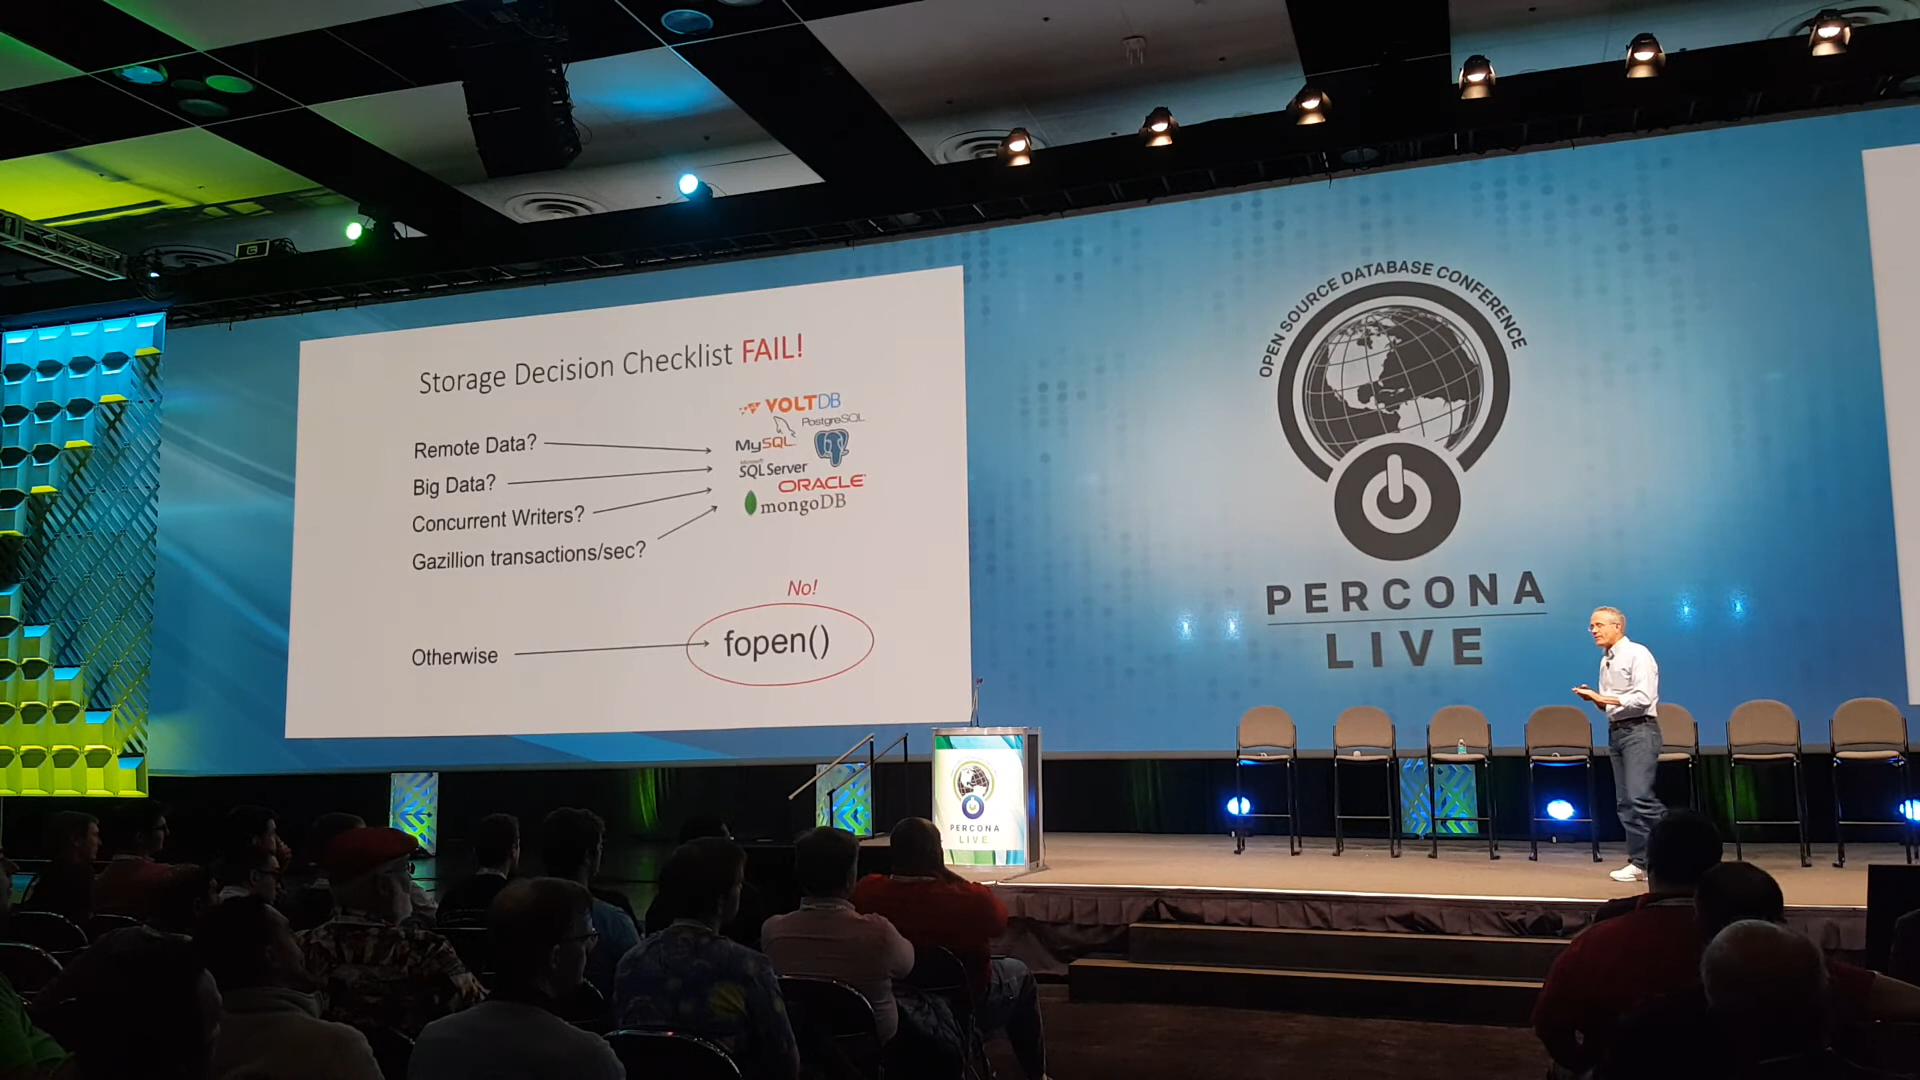 Storage Decision Checklist FAIL!
VOLTDB
PostgreSQL
MySQL
Remote Data?
Microsoft
SQL Server
Big Data?
ORACLE
mongoDB
Concurrent Writers?
Gazillion transactions/sec?
No!
Otherwise
fopen()
OPEN SOURCE DATABASE CONFERENCE
PERCONA
LIVE
PERCONA
LIVE